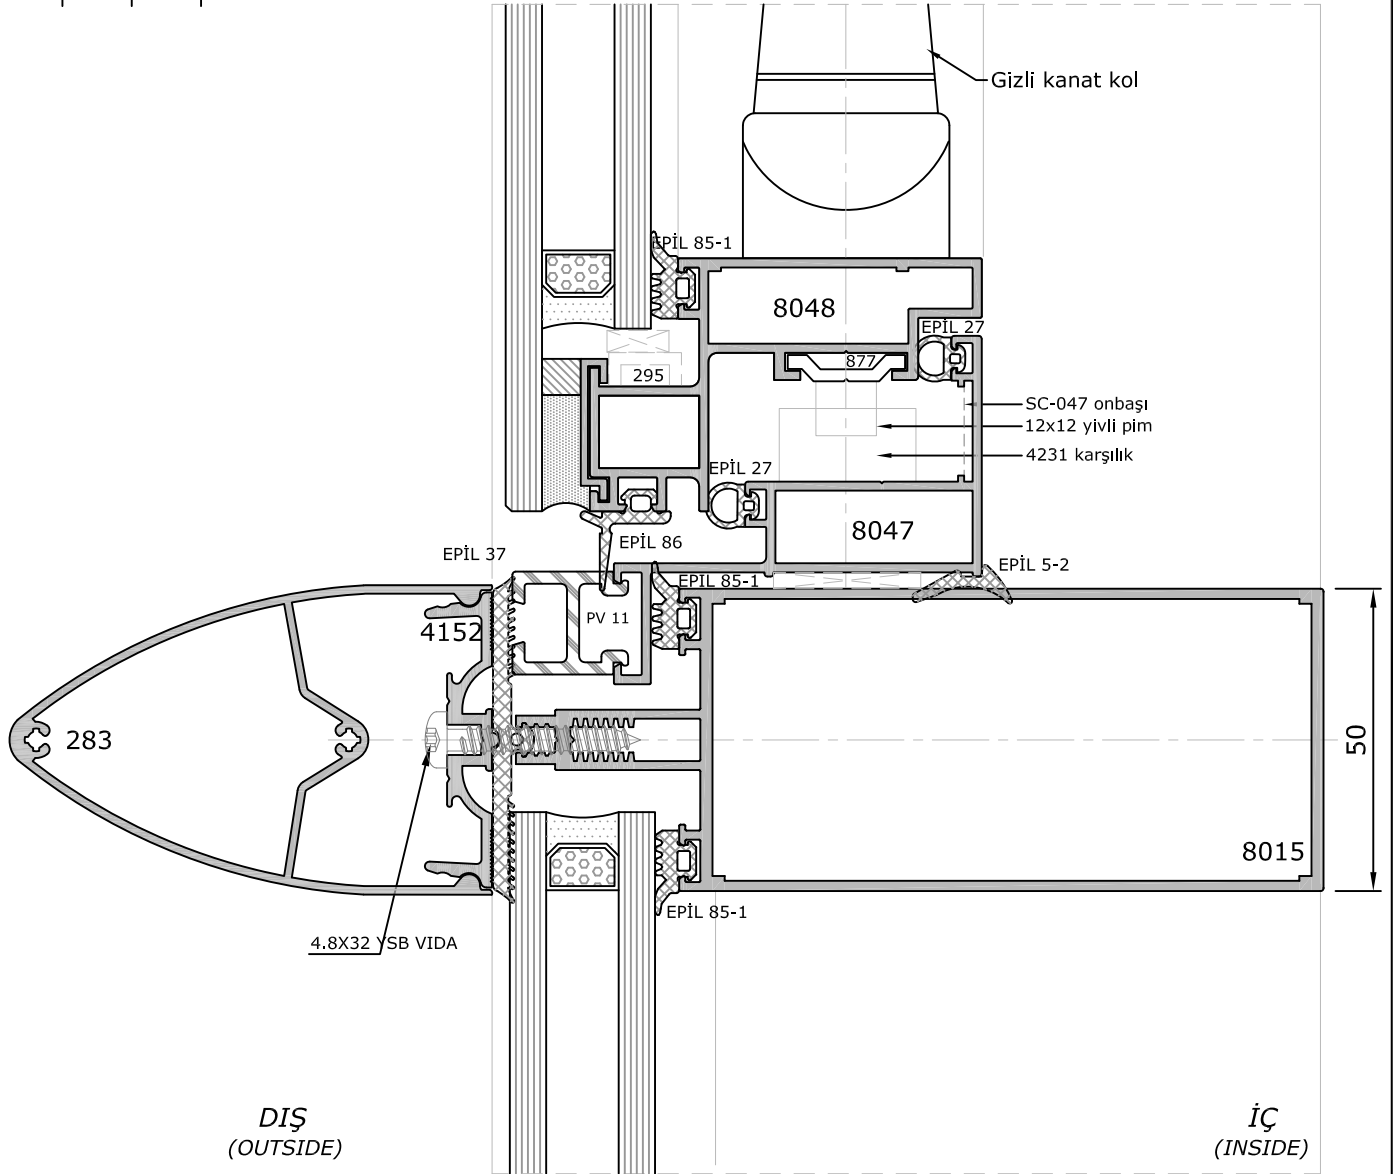 Gizli kanat kol
EPİL 85-1
8048
EPİL 27
877
295
SC-047 onbaşı
12x12 yivli pim
4231 karşılık
EPİL 27
8047
EPİL 86
EPİL 37
EPİL 5-2
EPİL 85-1
PV 11
4152
283
50
8015
EPİL 85-1
4.8X32 YSB VIDA
DIŞ
(OUTSIDE)
İÇ
(INSIDE)